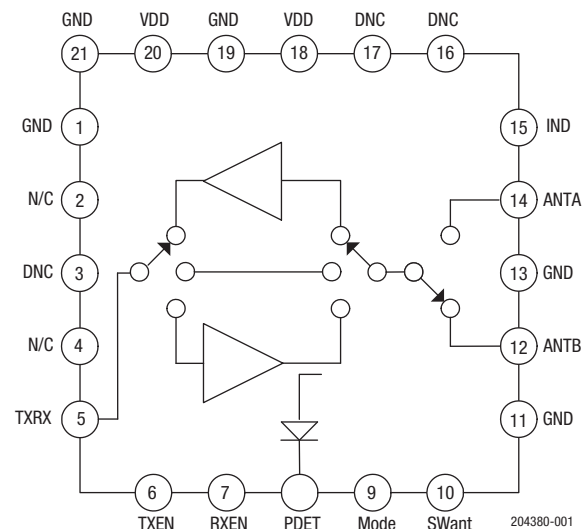 GND VDD GND VDD DNC DNC
21 20 19 18 17 16
GND 1 15 IND
N/C 2 14 ANTA
DNC 3 13 GND
N/C 4 12 ANTB
TXRX 5 11 GND
6 7 9 10
TXEN RXEN PDET Mode SWant 204380-001